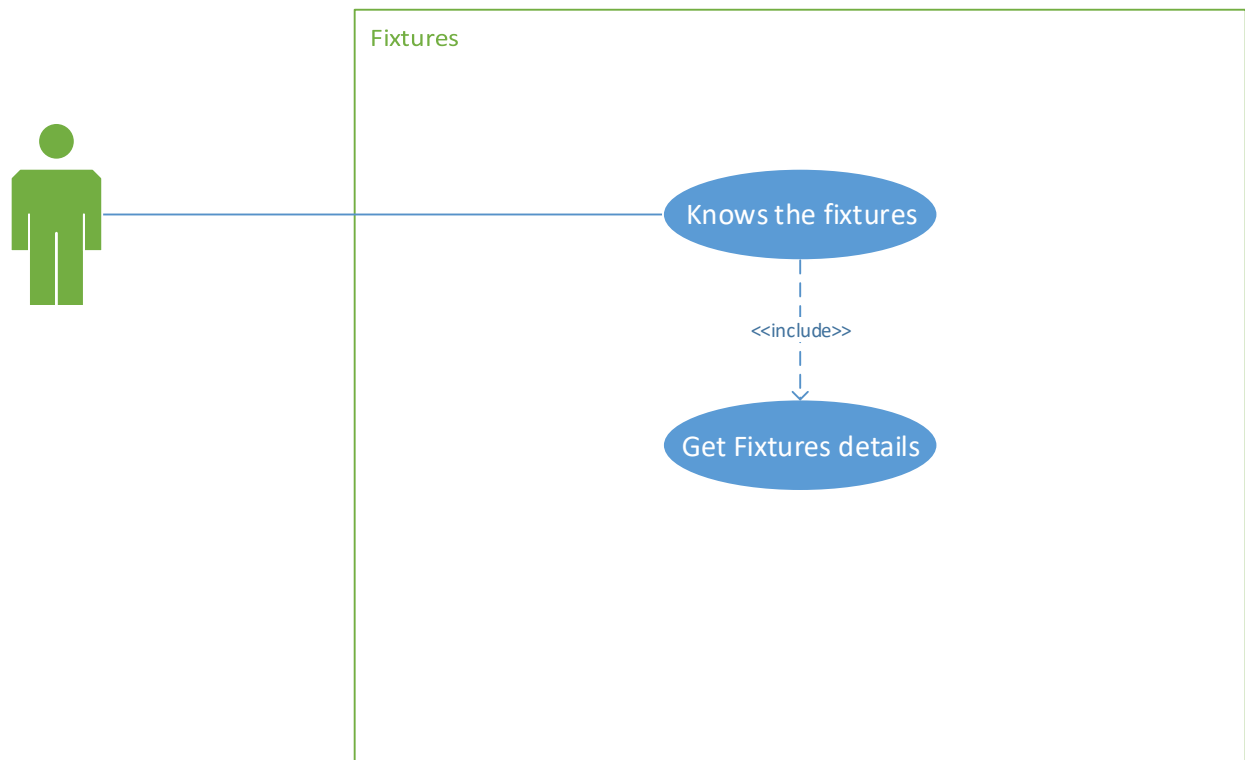 Fixtures
Knows the fixtures
<<include>>
Get Fixtures details